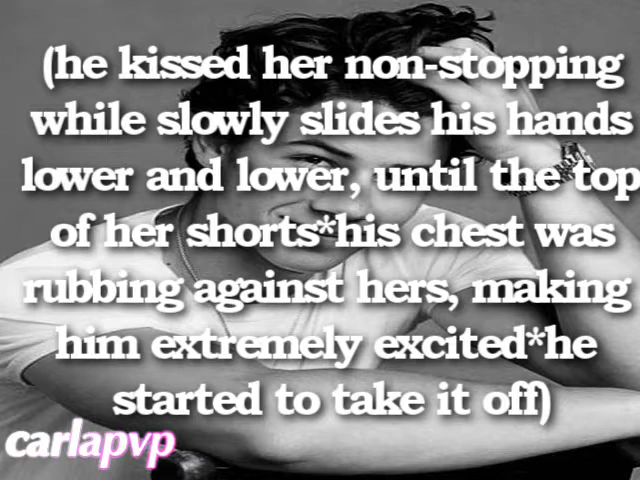 (he kissed her non-stopping
while slowly slides his hands
lower and lower, until the top
of her shorts*his chest was
rubbing against hers, making
him extremely excited*he
started to take it off)
carlapvp